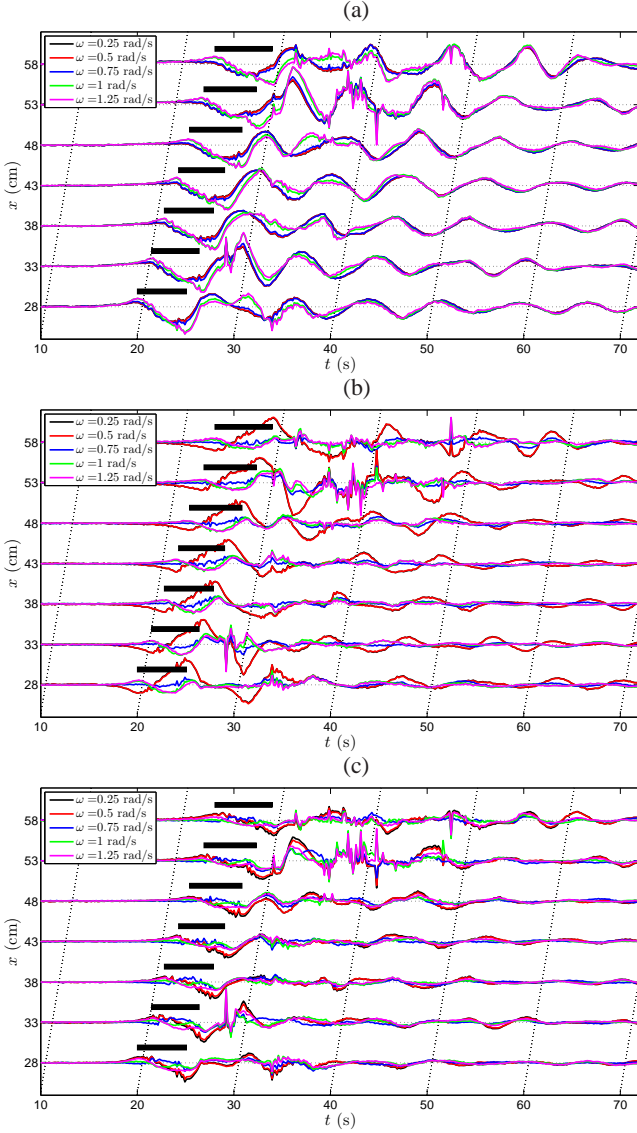 (a)
ω =0.25 rad/s
ω =0.5 rad/s
ω =0.75 rad/s
ω =1 rad/s
ω =1.25 rad/s
58
53
48
43
38
33
28
x (cm)
10 20 30 40 50 60 70
t (s)
(b)
ω =0.25 rad/s
ω =0.5 rad/s
ω =0.75 rad/s
ω =1 rad/s
ω =1.25 rad/s
58
53
48
43
38
33
28
x (cm)
10 20 30 40 50 60 70
t (s)
(c)
ω =0.25 rad/s
ω =0.5 rad/s
ω =0.75 rad/s
ω =1 rad/s
ω =1.25 rad/s
58
53
48
43
38
33
28
x (cm)
10 20 30 40 50 60 70
t (s)